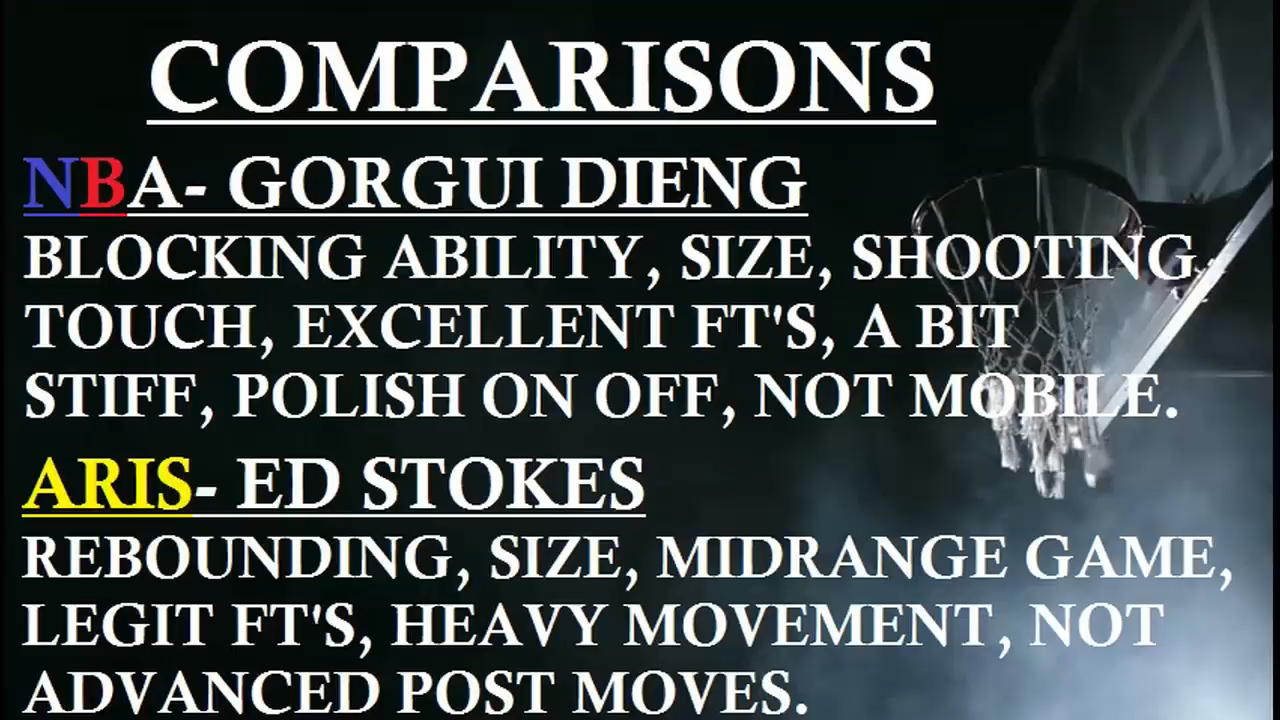 COMPARISONS
NBA- GORGUI DIENG
BLOCKING ABILITY, SIZE, SHOOTING
TOUCH, EXCELLENT FT'S, A BIT
STIFF, POLISH ON OFF, NOT MOBILE.
ARIS- ED STOKES
REBOUNDING, SIZE, MIDRANGE GAME,
LEGIT FT'S, HEAVY MOVEMENT, NOT
ADVANCED POST MOVES.